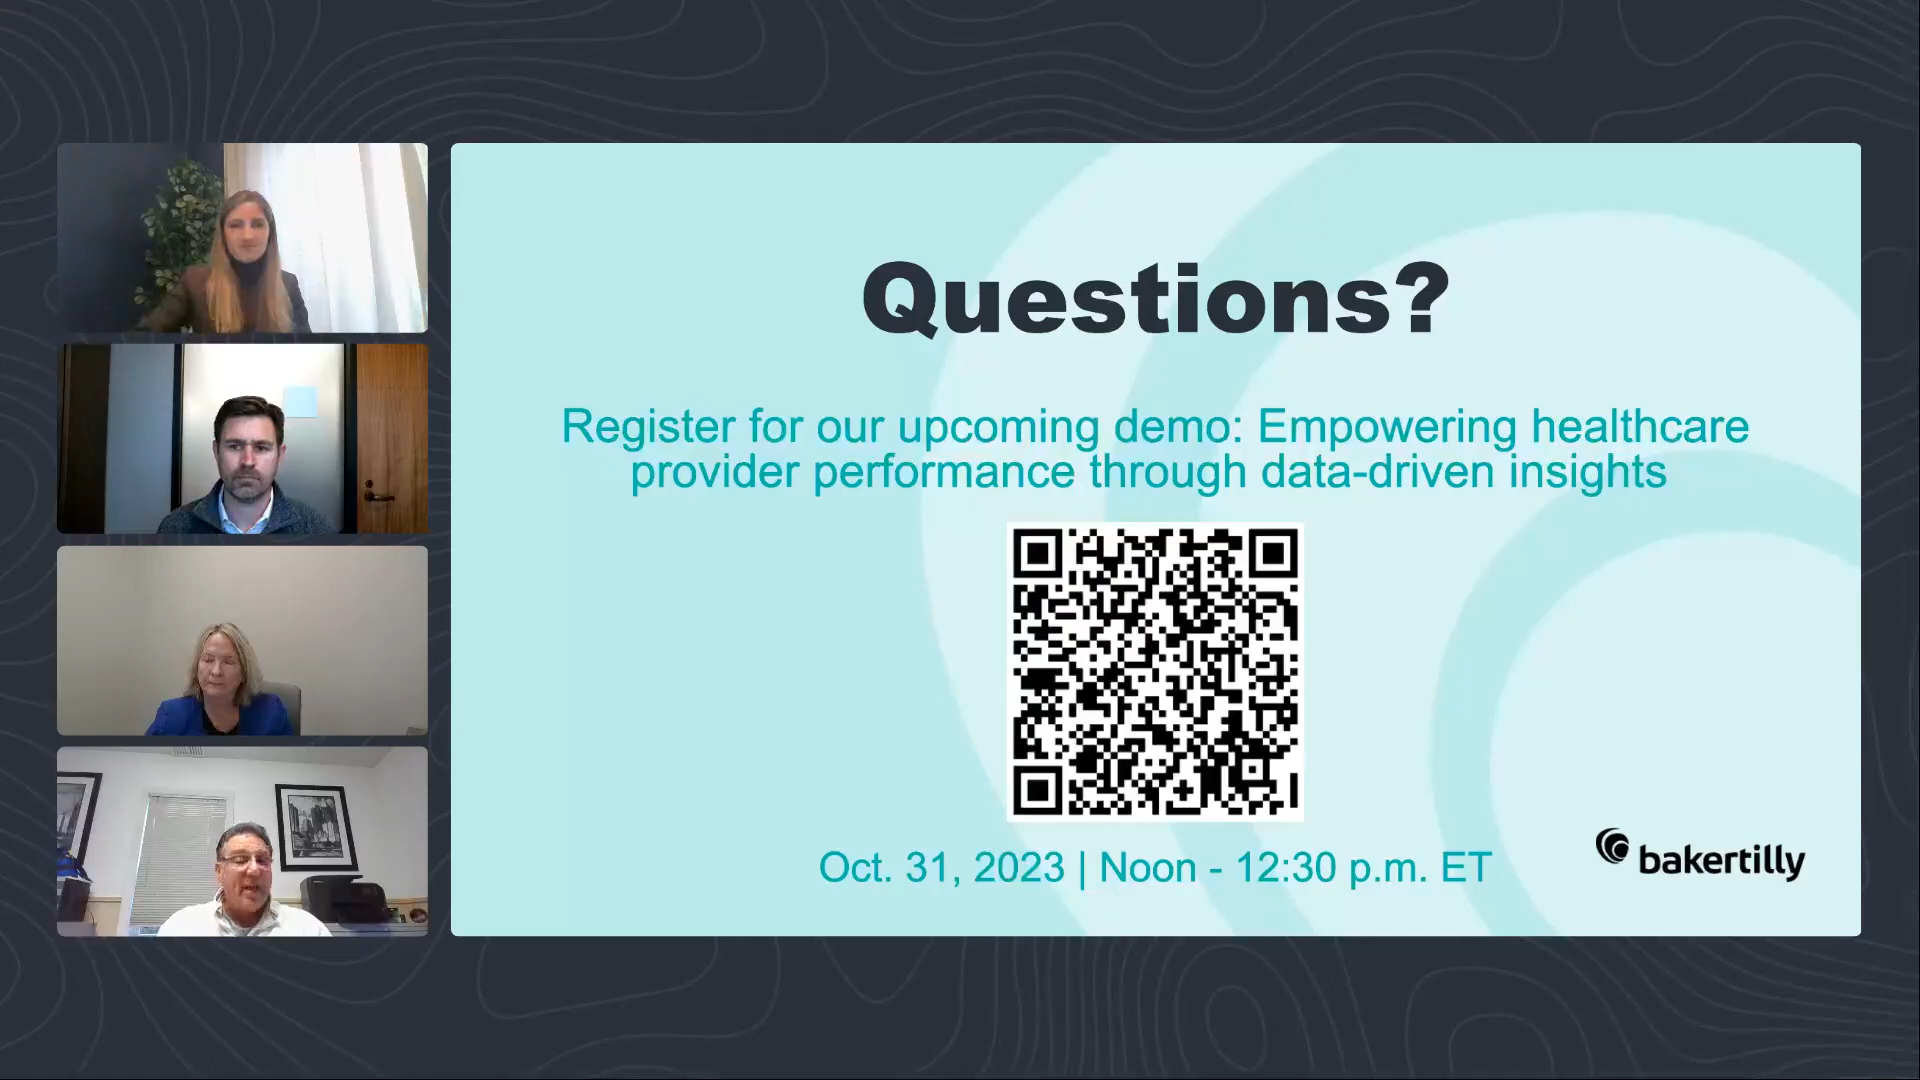 Questions?
Register for our upcoming demo: Empowering healthcare
provider performance through data-driven insights
Oct. 31, 2023 | Noon - 12:30 p.m. ET
bakertilly